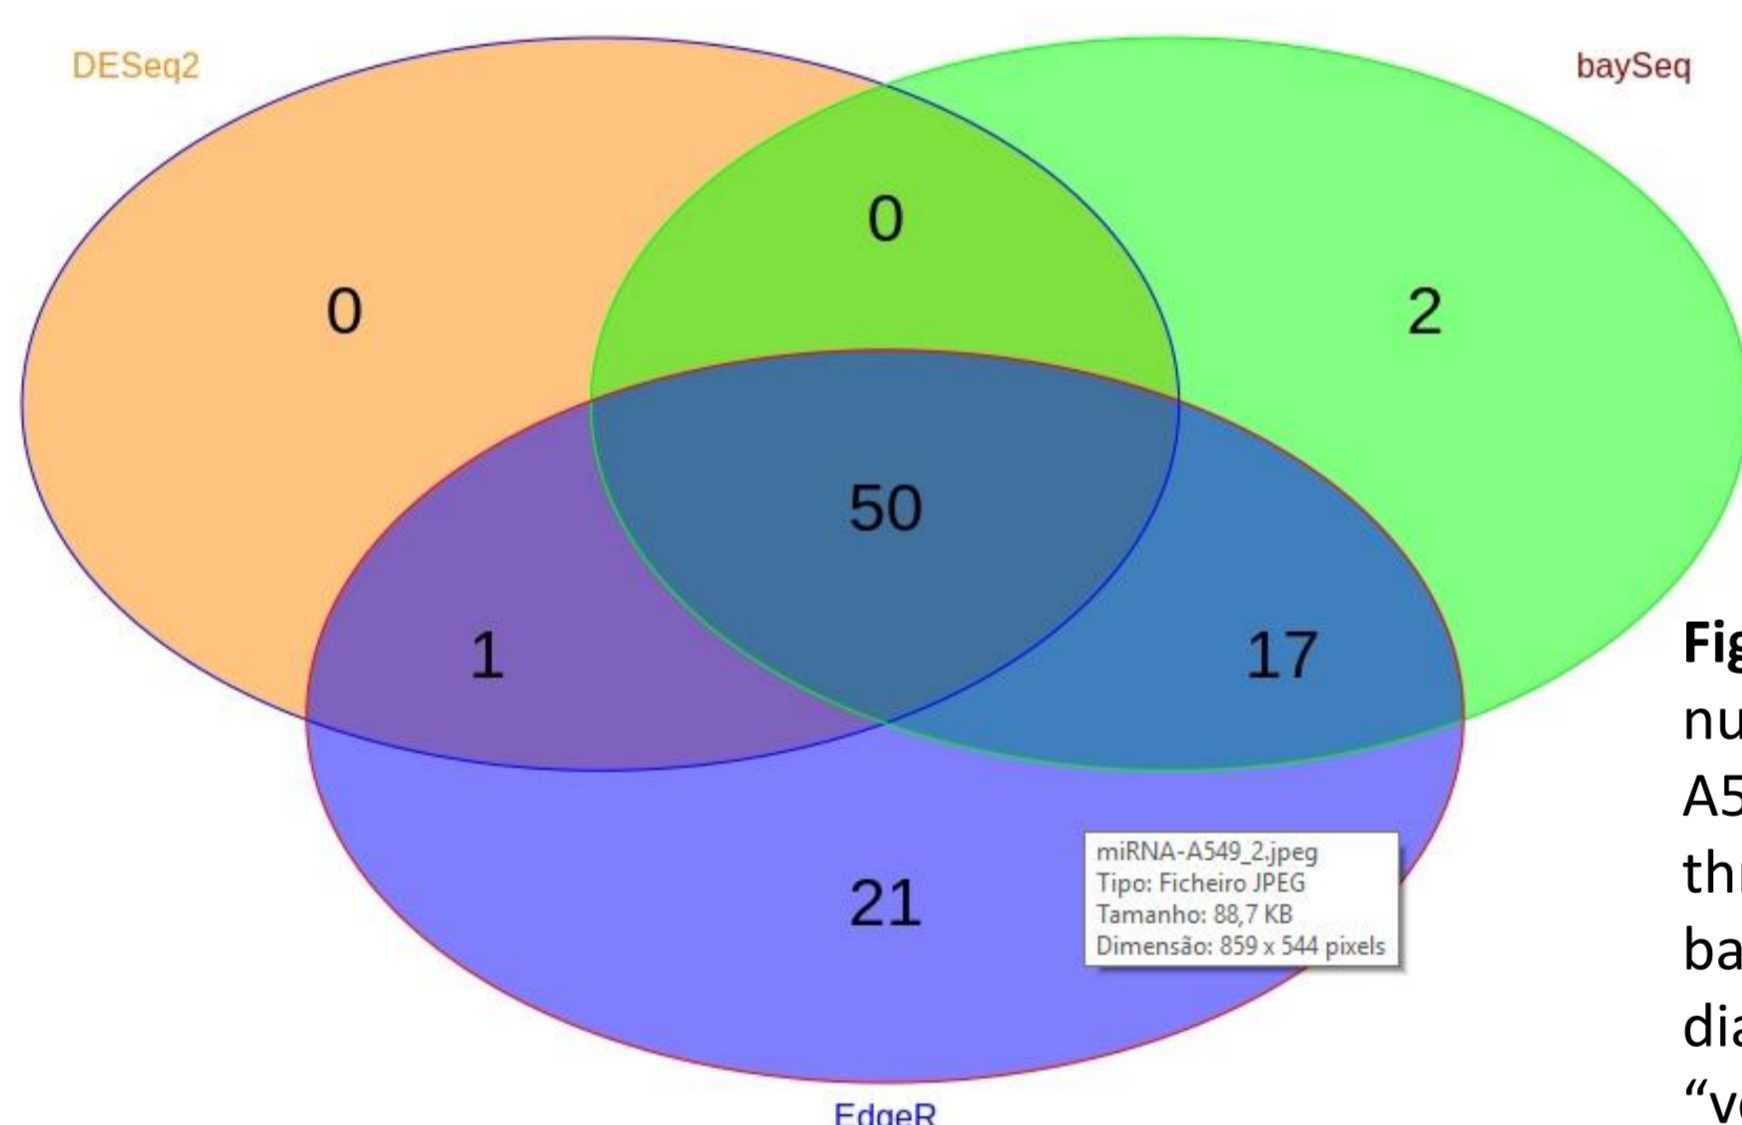 DESeq2
baySeq
0
0
2
50
1
17
21
miRNA-A549_2.jpeg
Tipo: Ficheiro JPEG
Tamanho: 88,7 KB
Dimensão: 859 x 544 pixels
EdgeR